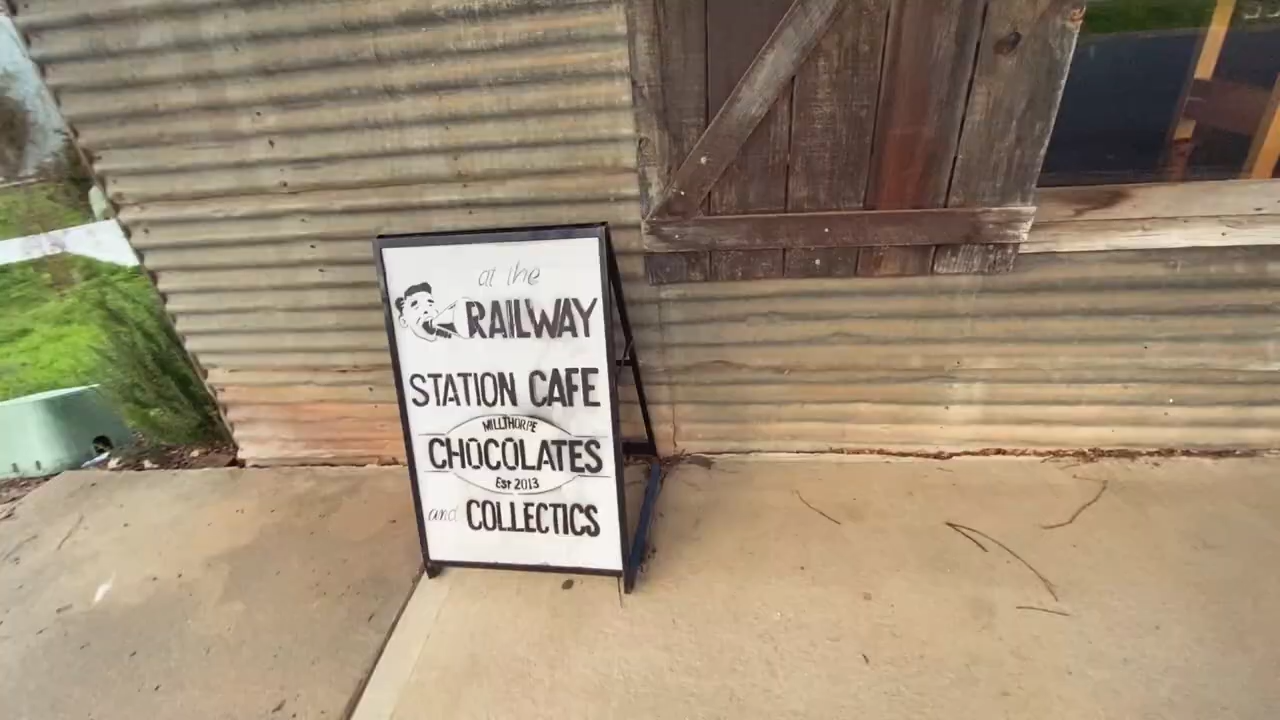 at the
RAILWAY
STATION CAFE
MILLTHORPE
CHOCOLATES
Est 2013
and COLLECTICS